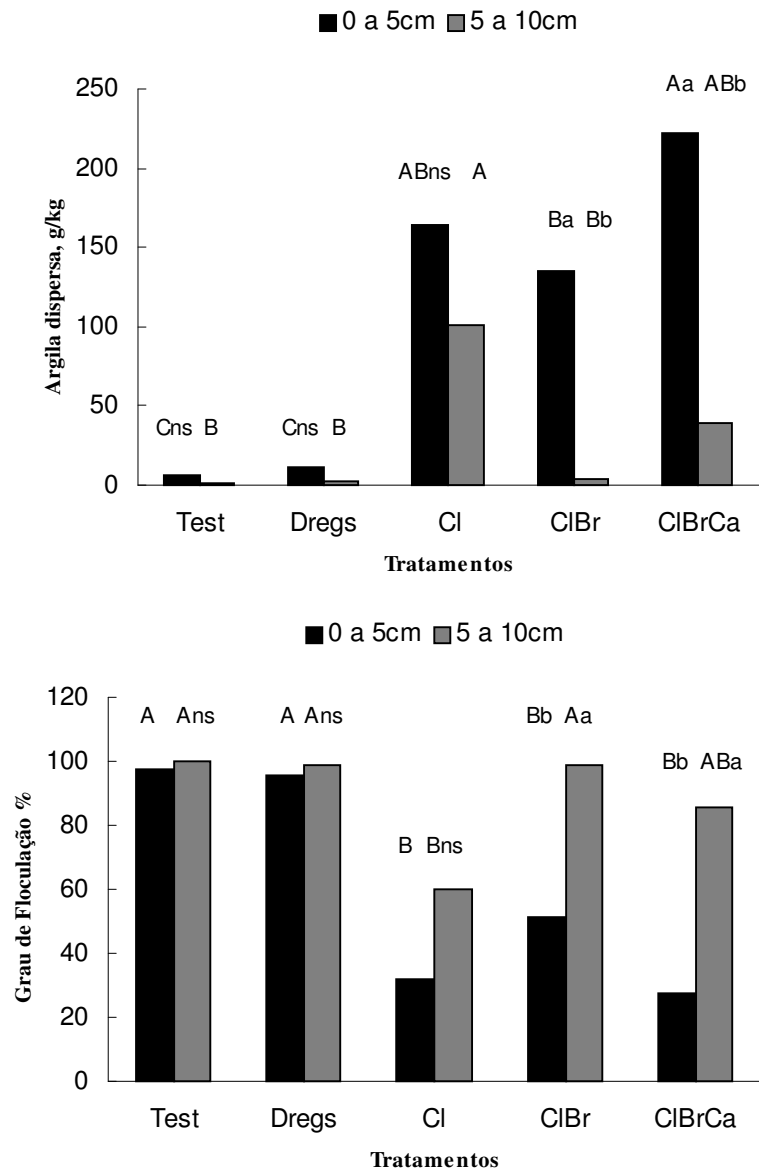 0 a 5cm 5 a 10cm
Argila dispersa, g/kg
250
200
150
100
50
0
Aa ABb
ABns A
Ba Bb
Cns B
Cns B
Test Dregs Cl ClBr ClBrCa
Tratamentos
0 a 5cm 5 a 10cm
Grau de Floculação %
120
100
80
60
40
20
0
A Ans
A Ans
Bb Aa
Bb ABa
B Bns
Test Dregs Cl ClBr ClBrCa
Tratamentos